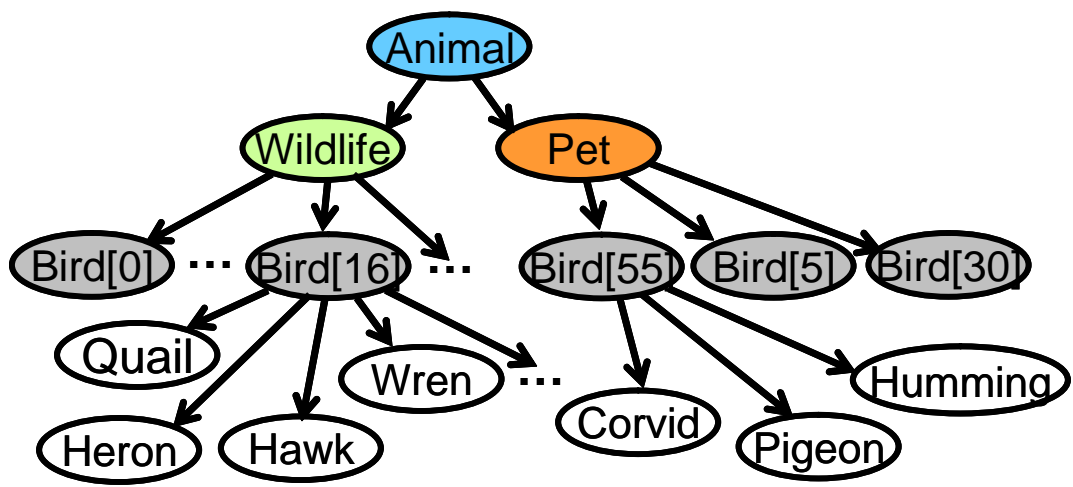 Animal
Wildlife
Pet
Bird[0]
...
Bird[16]
...
Bird[55]
Bird[5]
Bird[30]
Quail
Wren
...
Humming
Heron
Hawk
Corvid
Pigeon